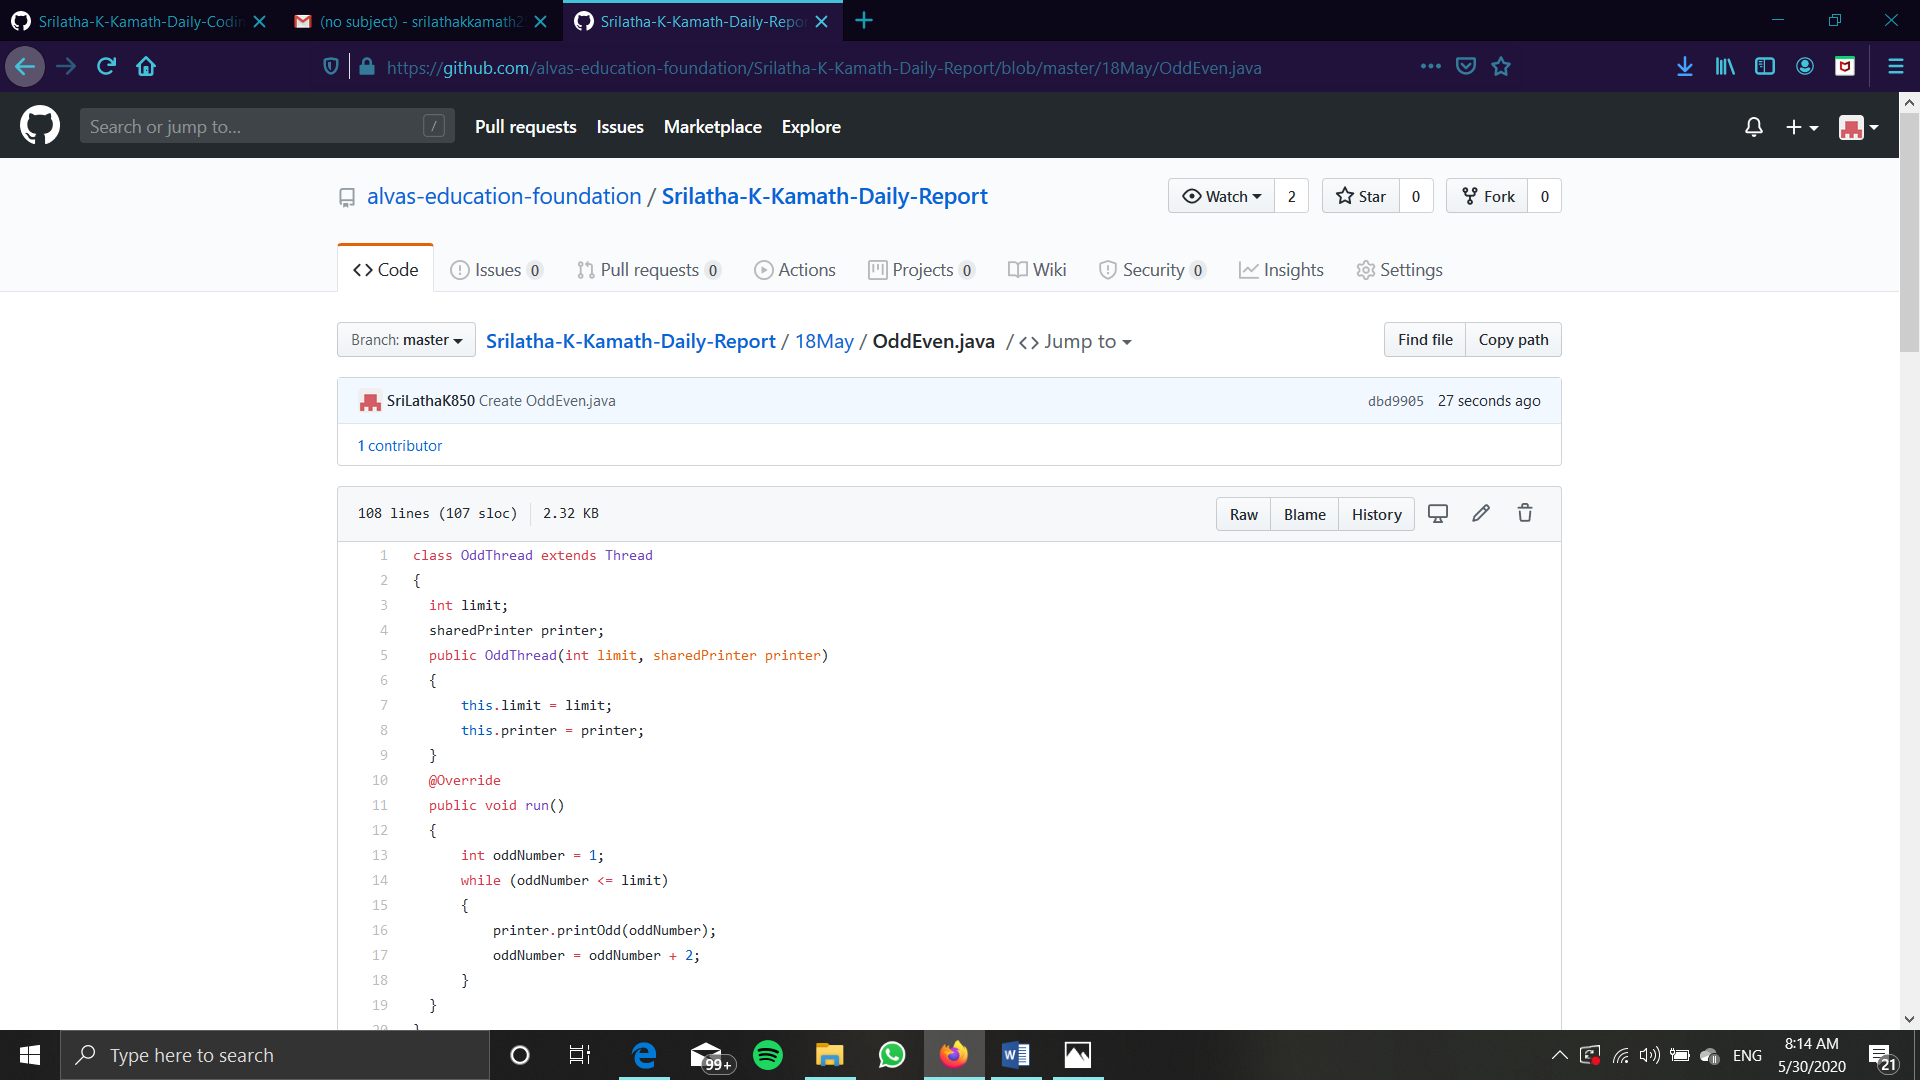 Srilatha-K-Kamath-Daily-Codin
(no subject) - srilathakkamath2
Srilatha-K-Kamath-Daily-Repo
https://github.com/alvas-education-foundation/Srilatha-K-Kamath-Daily-Report/blob/master/18May/OddEven.java
Search or jump to... /
Pull requests Issues Marketplace Explore
alvas-education-foundation / Srilatha-K-Kamath-Daily-Report
Watch 2 Star 0 Fork 0
Code Issues 0 Pull requests 0 Actions Projects 0 Wiki Security 0 Insights Settings
Branch: master Srilatha-K-Kamath-Daily-Report / 18May / OddEven.java / <> Jump to
Find file Copy path
SriLathaK850 Create OddEven.java dbd9905 27 seconds ago
1 contributor
108 lines (107 sloc) 2.32 KB Raw Blame History
1 class OddThread extends Thread
2 {
3 int limit;
4 sharedPrinter printer;
5 public OddThread(int limit, sharedPrinter printer)
6 {
7 this.limit = limit;
8 this.printer = printer;
9 }
10 @Override
11 public void run()
12 {
13 int oddNumber = 1;
14 while (oddNumber <= limit)
15 {
16 printer.printOdd(oddNumber);
17 oddNumber = oddNumber + 2;
18 }
19 }
20 }
Type here to search
99+
ENG
8:14 AM
5/30/2020
21